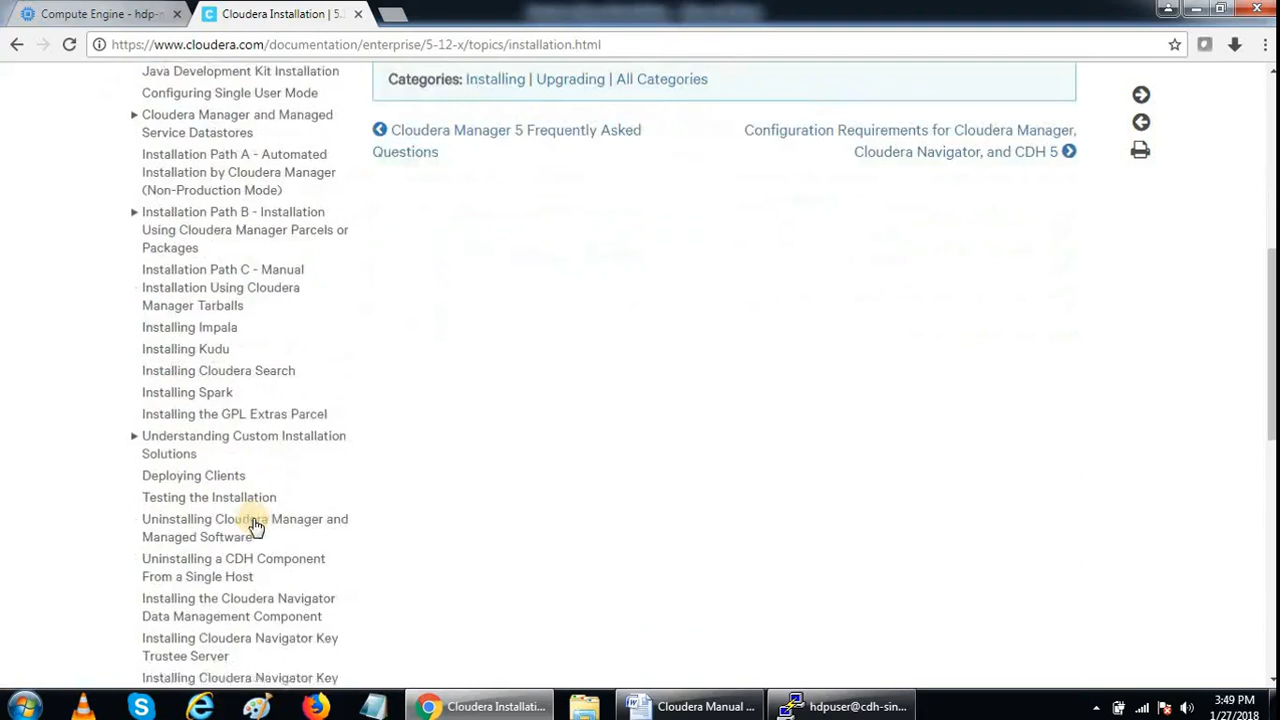 Compute Engine - hdp-n
Cloudera Installation | 5.
https://www.cloudera.com/documentation/enterprise/5-12-x/topics/installation.html
Java Development Kit Installation
Configuring Single User Mode
Cloudera Manager and Managed
Service Datastores
Installation Path A - Automated
Installation by Cloudera Manager
(Non-Production Mode)
Installation Path B - Installation
Using Cloudera Manager Parcels or
Packages
Installation Path C - Manual
Installation Using Cloudera
Manager Tarballs
Installing Impala
Installing Kudu
Installing Cloudera Search
Installing Spark
Installing the GPL Extras Parcel
Understanding Custom Installation
Solutions
Deploying Clients
Testing the Installation
Uninstalling Cloudera Manager and
Managed Software
Uninstalling a CDH Component
From a Single Host
Installing the Cloudera Navigator
Data Management Component
Installing Cloudera Navigator Key
Trustee Server
Installing Cloudera Navigator Key
Categories: Installing | Upgrading | All Categories
Cloudera Manager 5 Frequently Asked
Questions
Configuration Requirements for Cloudera Manager,
Cloudera Navigator, and CDH 5
Cloudera Installati...
Cloudera Manual ...
hdpuser@cdh-sin...
3:49 PM
1/27/2018